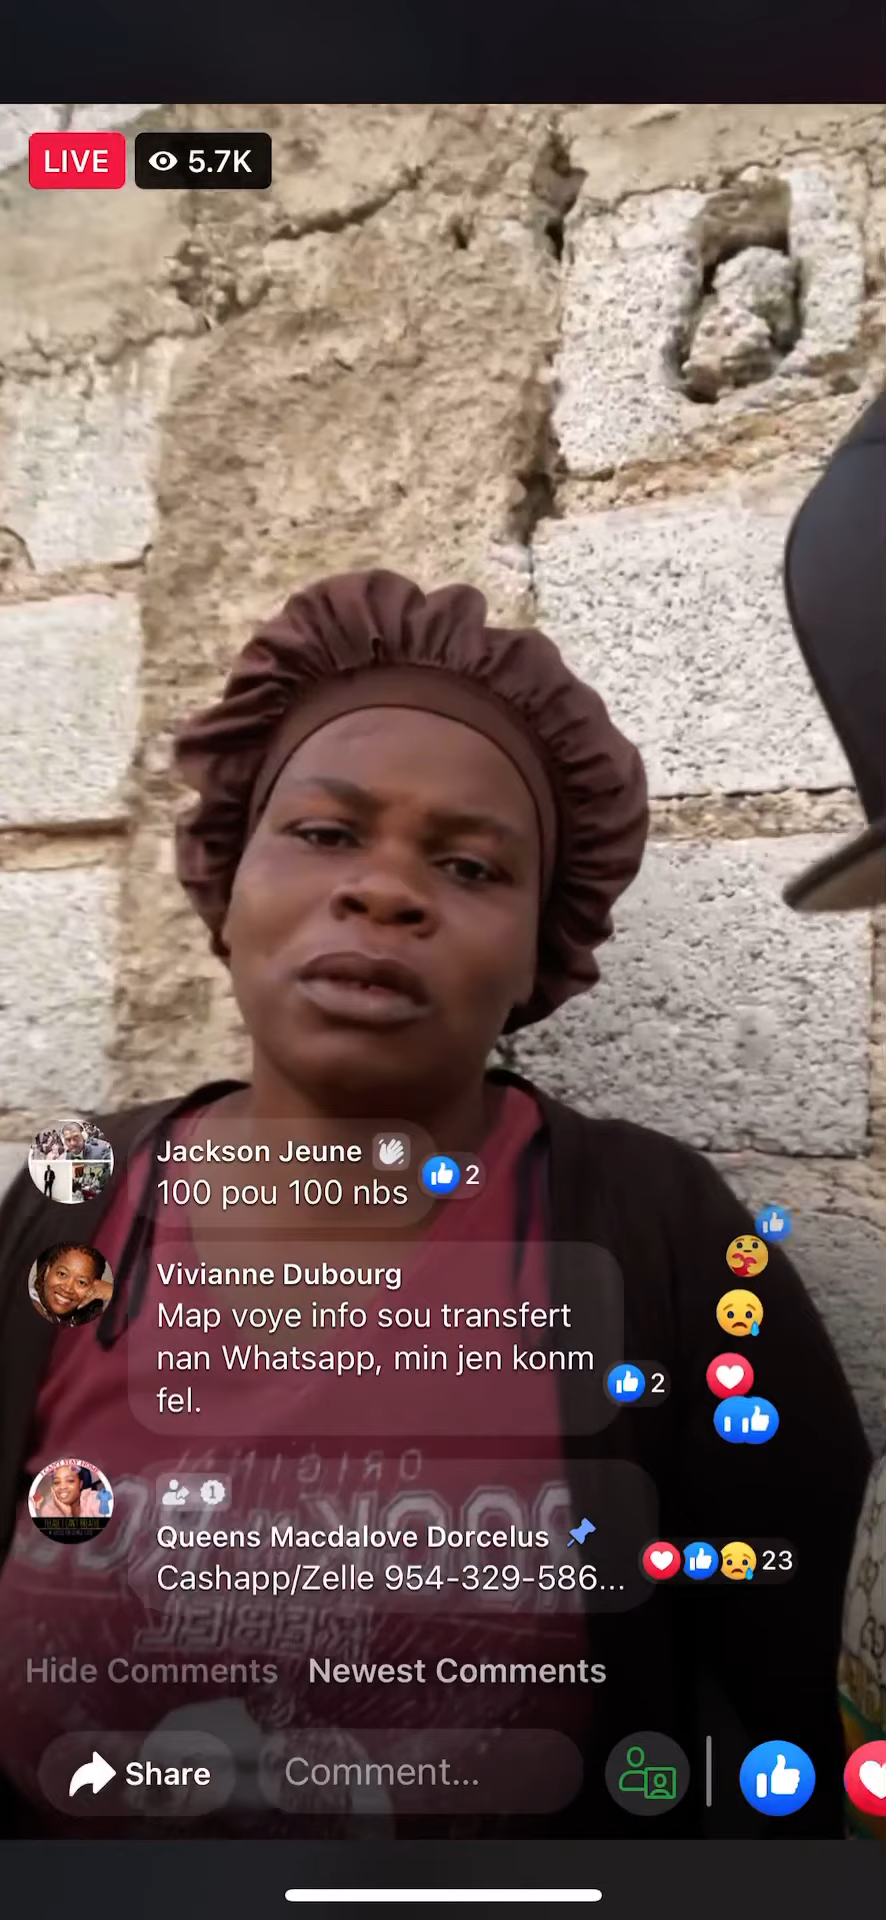 LIVE 5.7K
Jackson Jeune
100 pou 100 nbs
2
Vivianne Dubourg
Map voye info sou transfert
nan Whatsapp, min jen konm
fel.
2
Queens Macdalove Dorcelus
Cashapp/Zelle 954-329-586...
23
ORIGINA
REBEL
Hide Comments Newest Comments
Share Comment...